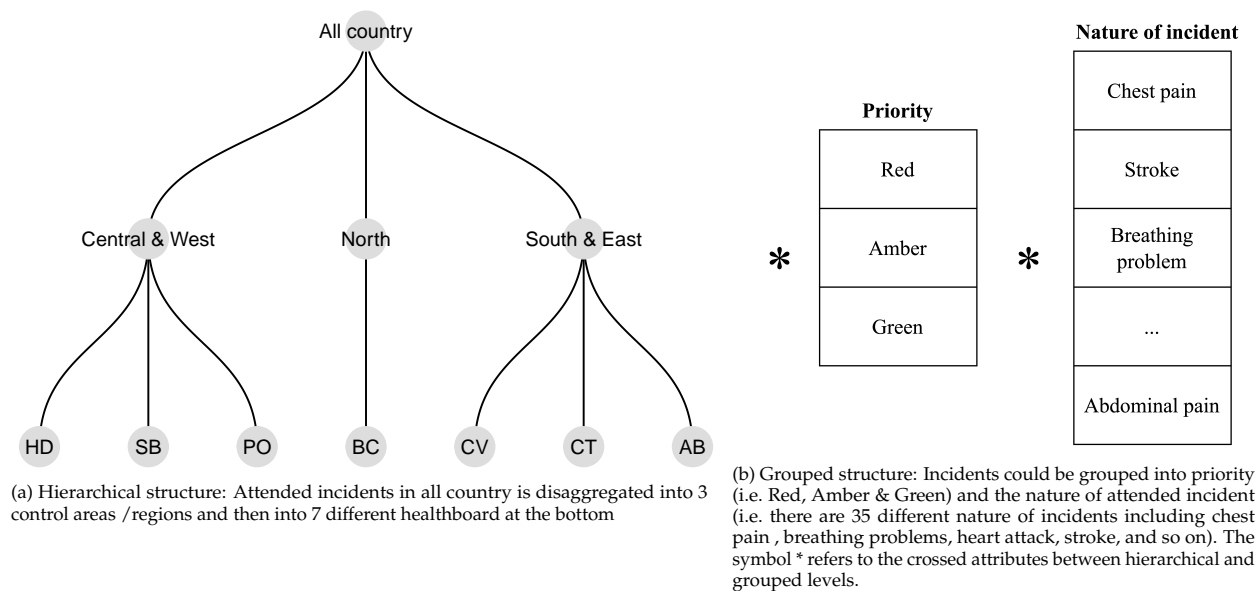 All country
Central & West
North
South & East
HD
SB
PO
BC
CV
CT
AB
(a) Hierarchical structure: Attended incidents in all country is disaggregated into 3
control areas /regions and then into 7 different healthboard at the bottom
*
Priority
Red
Amber
Green
*
Nature of incident
Chest pain
Stroke
Breathing
problem
...
Abdominal pain
(b) Grouped structure: Incidents could be grouped into priority
(i.e. Red, Amber & Green) and the nature of attended incident
(i.e. there are 35 different nature of incidents including chest
pain , breathing problems, heart attack, stroke, and so on). The
symbol * refers to the crossed attributes between hierarchical and
grouped levels.